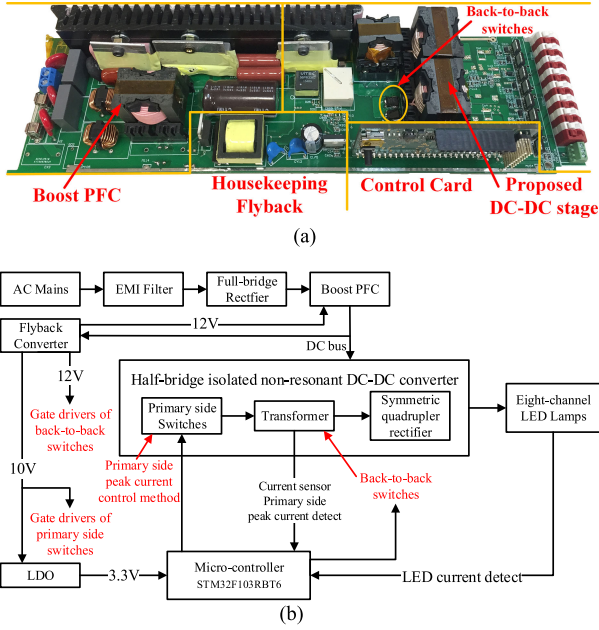 Back-to-back
switches
Boost PFC
Housekeeping
Flyback
Control Card
Proposed
DC-DC stage
(a)
AC Mains
EMI Filter
Full-bridge
Rectfier
Boost PFC
12V
Flyback
Converter
DC bus
12V
Half-bridge isolated non-resonant DC-DC converter
Primary side
Switches
Transformer
Symmetric
quadrupler
rectifier
Eight-channel
LED Lamps
Gate drivers of
back-to-back
switches
10V
Primary side
peak current
control method
Current sensor
Primary side
peak current detect
Back-to-back
switches
Gate drivers of
primary side
switches
LDO
3.3V
Micro-controller
STM32F103RBT6
LED current detect
(b)